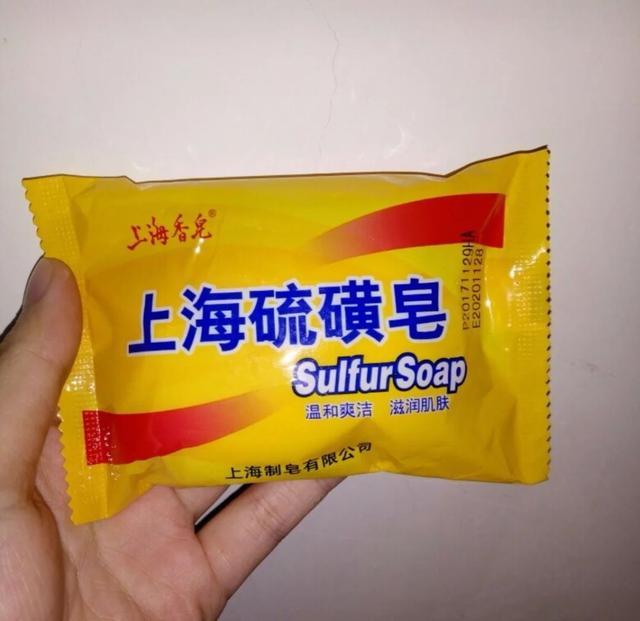 上海香皂®
上海硫磺皂
Sulfur Soap
温和爽洁 滋润肌肤
上海制皂有限公司
P20171129HA
E20201128